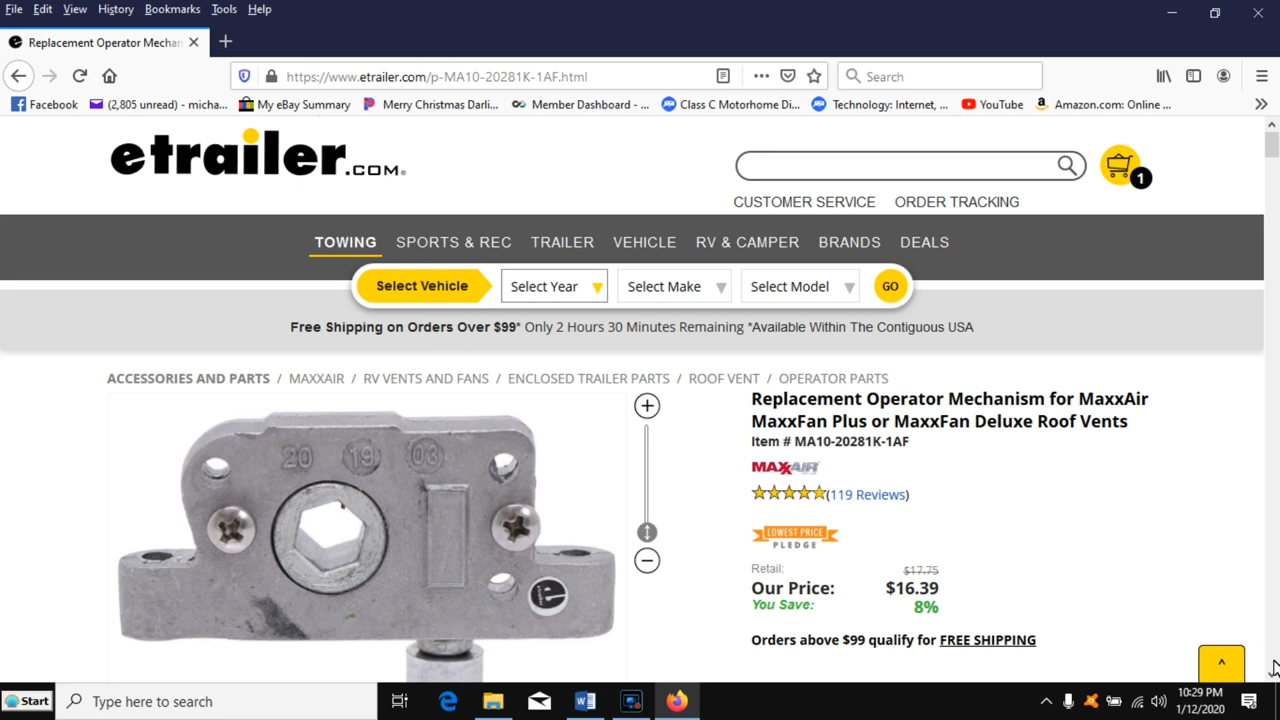 File Edit View History Bookmarks Tools Help
Replacement Operator Mechan
https://www.etrailer.com/p-MA10-20281K-1AF.html
Search
Facebook (2,805 unread) - micha... My eBay Summary Merry Christmas Darli... Member Dashboard - ... Class C Motorhome Di... Technology: Internet, ... YouTube Amazon.com: Online ...
etrailer.COM
1
CUSTOMER SERVICE ORDER TRACKING
TOWING SPORTS & REC TRAILER VEHICLE RV & CAMPER BRANDS DEALS
Select Vehicle Select Year Select Make Select Model GO
Free Shipping on Orders Over $99* Only 2 Hours 30 Minutes Remaining *Available Within The Contiguous USA
ACCESSORIES AND PARTS / MAXXAIR / RV VENTS AND FANS / ENCLOSED TRAILER PARTS / ROOF VENT / OPERATOR PARTS
20 19 03
Replacement Operator Mechanism for MaxxAir
MaxxFan Plus or MaxxFan Deluxe Roof Vents
Item # MA10-20281K-1AF
MAXXAIR
(119 Reviews)
LOWEST PRICE
PLEDGE
Retail: $17.75
Our Price: $16.39
You Save: 8%
Orders above $99 qualify for FREE SHIPPING
Start
Type here to search
10:29 PM
1/12/2020